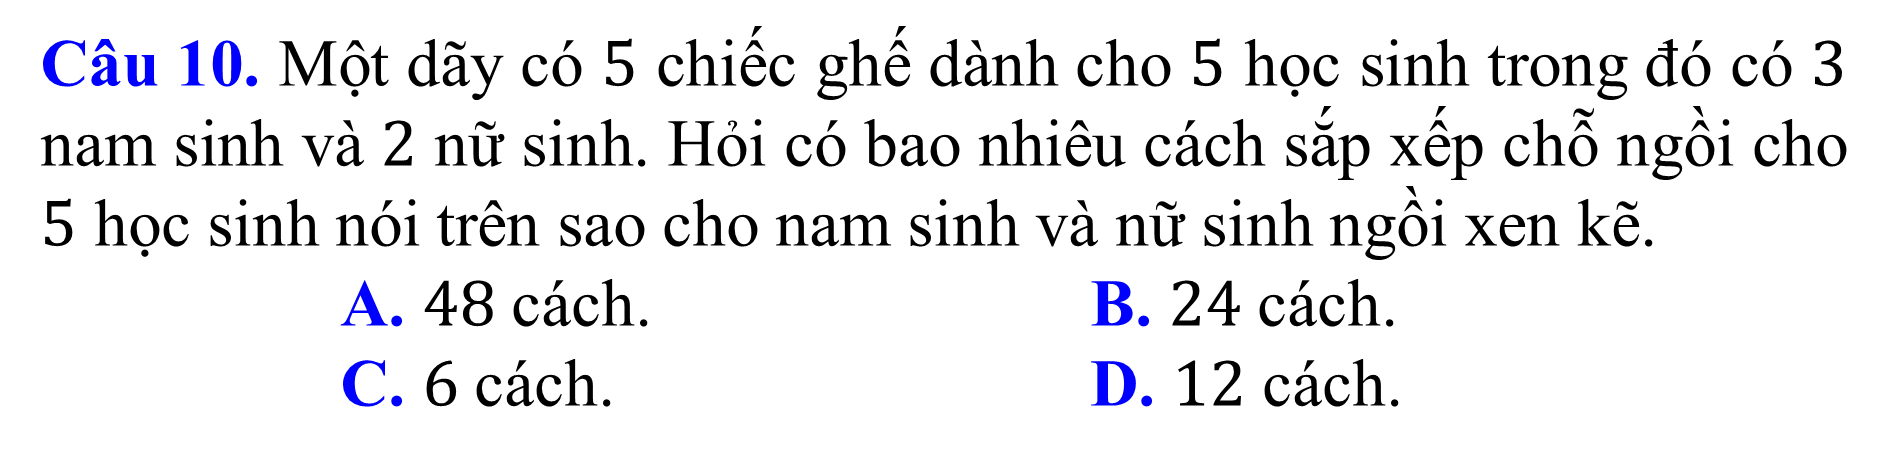 Câu 10. Một dãy có 5 chiếc ghế dành cho 5 học sinh trong đó có 3
nam sinh và 2 nữ sinh. Hỏi có bao nhiêu cách sắp xếp chỗ ngồi cho
5 học sinh nói trên sao cho nam sinh và nữ sinh ngồi xen kẽ.
A. 48 cách. B. 24 cách.
C. 6 cách. D. 12 cách.